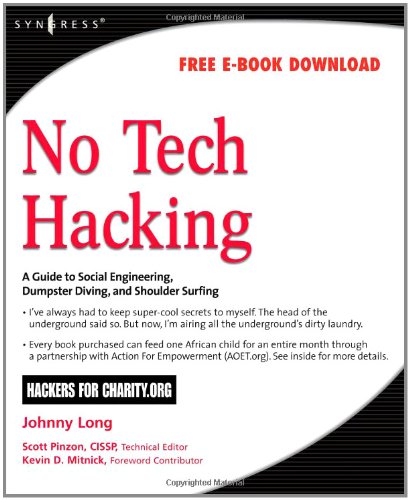 Copyrighted Material
SYNGRESS®
FREE E-BOOK DOWNLOAD
No Tech
Hacking
A Guide to Social Engineering,
Dumpster Diving, and Shoulder Surfing
• I've always had to keep super-cool secrets to myself. The head of the
underground said so. But now, I'm airing all the underground's dirty laundry.
• Every book purchased can feed one African child for an entire month through
a partnership with Action For Empowerment (AOET.org). See inside for more details.
HACKERS FOR CHARITY.ORG
Johnny Long
Scott Pinzon, CISSP, Technical Editor
Kevin D. Mitnick, Foreword Contributor
Copyrighted Material